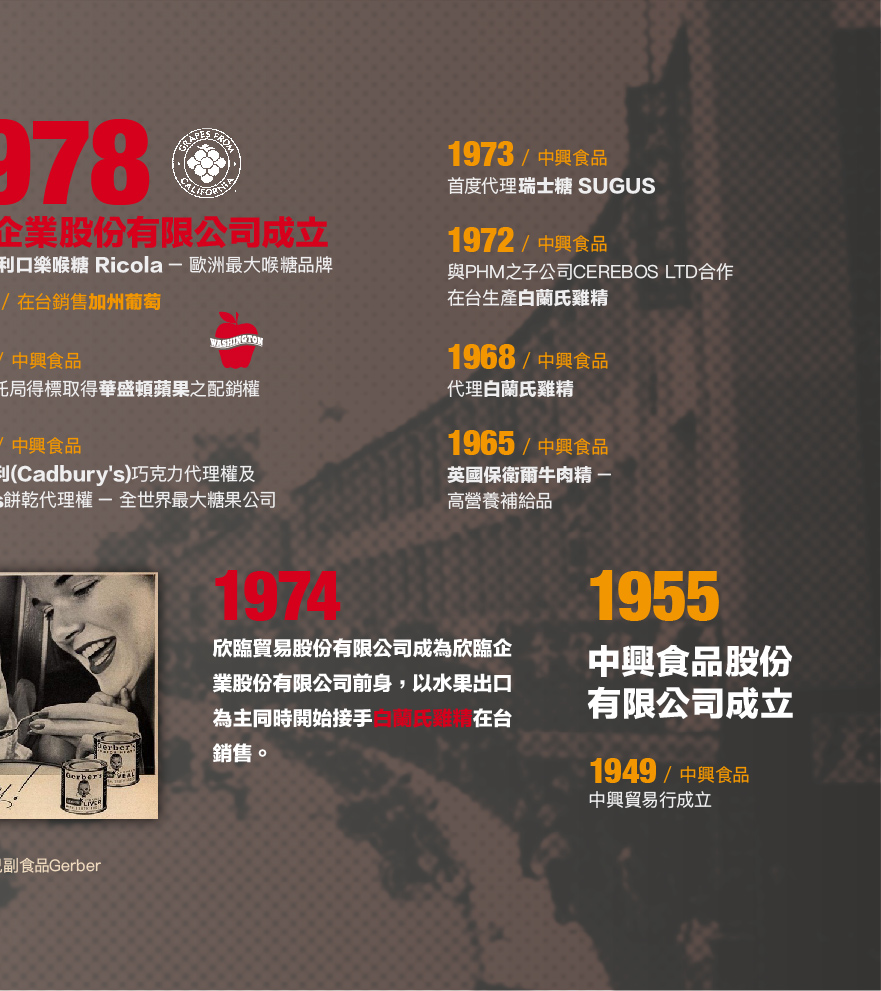 978
GRAPES FROM
CALIFORNIA
企業股份有限公司成立
利口樂喉糖 Ricola － 歐洲最大喉糖品牌
/ 在台銷售加州葡萄
/ 中興食品
WASHINGTON
託局得標取得華盛頓蘋果之配銷權
/ 中興食品
利(Cadbury's)巧克力代理權及
s餅乾代理權 － 全世界最大糖果公司
1973 / 中興食品
首度代理瑞士糖 SUGUS
1972 / 中興食品
與PHM之子公司CEREBOS LTD合作
在台生產白蘭氏雞精
1968 / 中興食品
代理白蘭氏雞精
1965 / 中興食品
英國保衛爾牛肉精 －
高營養補給品
Gerber's
VEAL
Gerber's
LIVER
副食品Gerber
1974
欣臨貿易股份有限公司成為欣臨企
業股份有限公司前身，以水果出口
為主同時開始接手白蘭氏雞精在台
銷售。
1955
中興食品股份
有限公司成立
1949 / 中興食品
中興貿易行成立